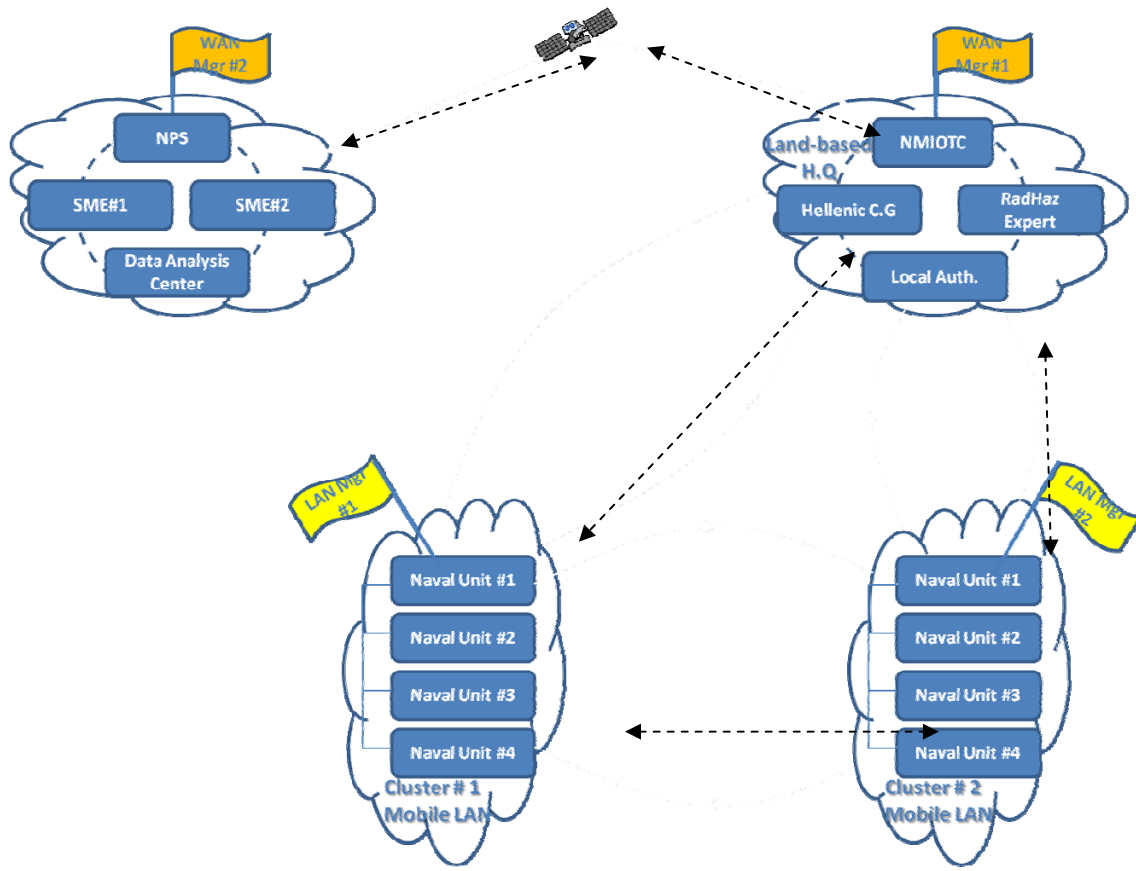 WAN
Mgr #2
NPS
SME#1
SME#2
Data Analysis
Center
WAN
Mgr #1
NMIOTC
Land-based
H.Q
Hellenic C.G
RadHaz
Expert
Local Auth.
LAN Mgr
#1
Naval Unit #1
Naval Unit #2
Naval Unit #3
Naval Unit #4
Cluster # 1
Mobile LAN
LAN Mgr
#2
Naval Unit #1
Naval Unit #2
Naval Unit #3
Naval Unit #4
Cluster # 2
Mobile LAN